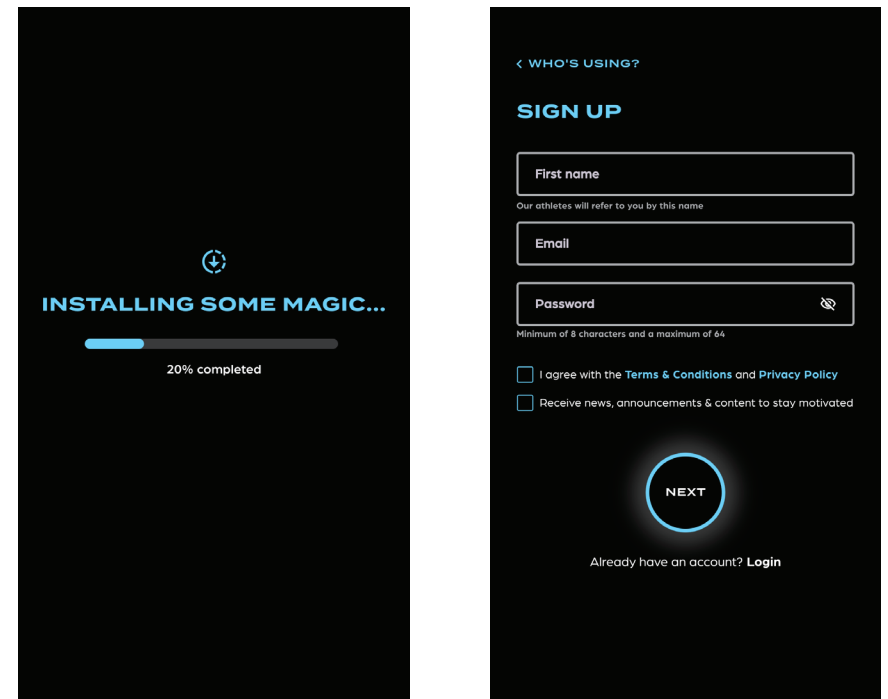 INSTALLING SOME MAGIC...
20% completed
< WHO'S USING?
SIGN UP
First name
Our athletes will refer to you by this name
Email
Password
Minimum of 8 characters and a maximum of 64
I agree with the Terms & Conditions and Privacy Policy
Receive news, announcements & content to stay motivated
NEXT
Already have an account? Login